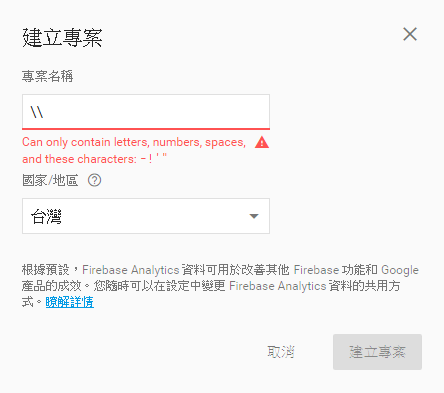 建立專案
專案名稱
\\
Can only contain letters, numbers, spaces,
and these characters: - ! ' "
國家/地區
台灣
根據預設，Firebase Analytics 資料可用於改善其他 Firebase 功能和 Google
產品的成效。您隨時可以在設定中變更 Firebase Analytics 資料的共用方
式。瞭解詳情
取消
建立專案